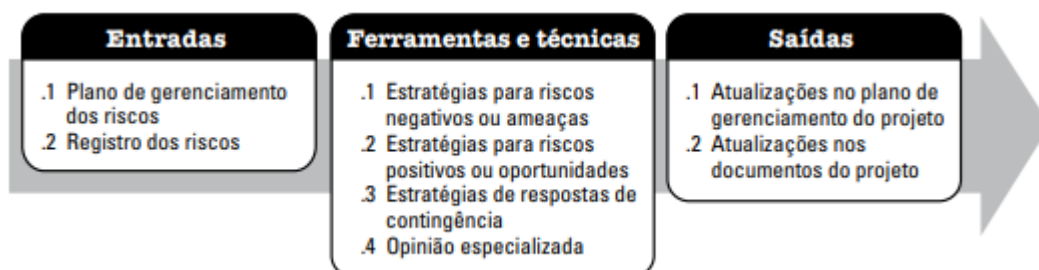 Entradas
.1 Plano de gerenciamento
dos riscos
.2 Registro dos riscos
Ferramentas e técnicas
.1 Estratégias para riscos
negativos ou ameaças
.2 Estratégias para riscos
positivos ou oportunidades
.3 Estratégias de respostas de
contingência
.4 Opinião especializada
Saídas
.1 Atualizações no plano de
gerenciamento do projeto
.2 Atualizações nos
documentos do projeto